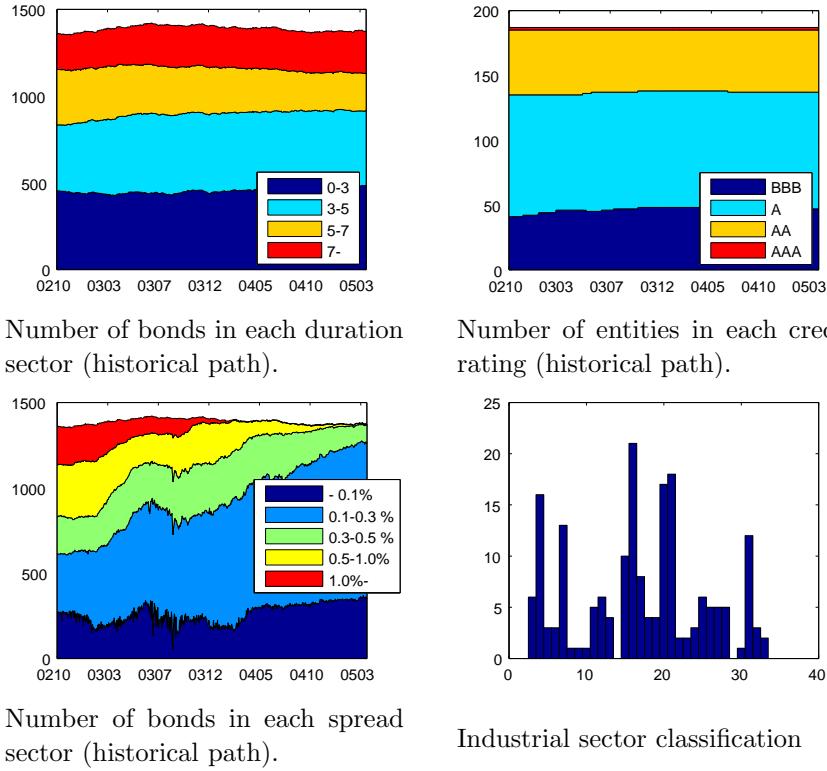 1500
1000
500
0
0210 0303 0307 0312 0405 0410 0503
0-3
3-5
5-7
7-
Number of bonds in each duration
sector (historical path).
200
150
100
50
0
0210 0303 0307 0312 0405 0410 0503
BBB
A
AA
AAA
Number of entities in each cred
rating (historical path).
1500
1000
500
0
0210 0303 0307 0312 0405 0410 0503
- 0.1%
0.1-0.3 %
0.3-0.5 %
0.5-1.0%
1.0%-
Number of bonds in each spread
sector (historical path).
25
20
15
10
5
0
0 10 20 30 40
Industrial sector classification